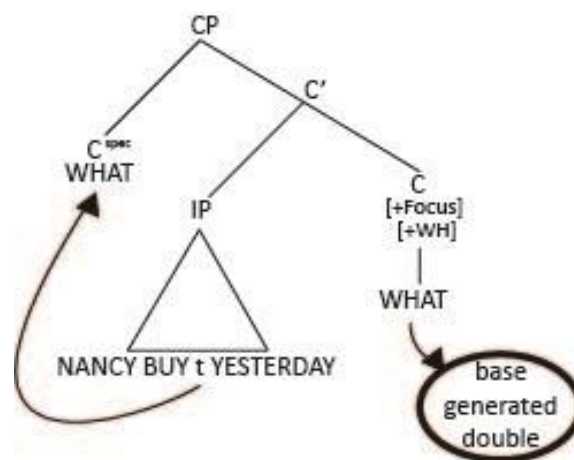 CP
C'
C spec
WHAT
IP
C
[+Focus]
[+WH]
WHAT
NANCY BUY t YESTERDAY
base
generated
double